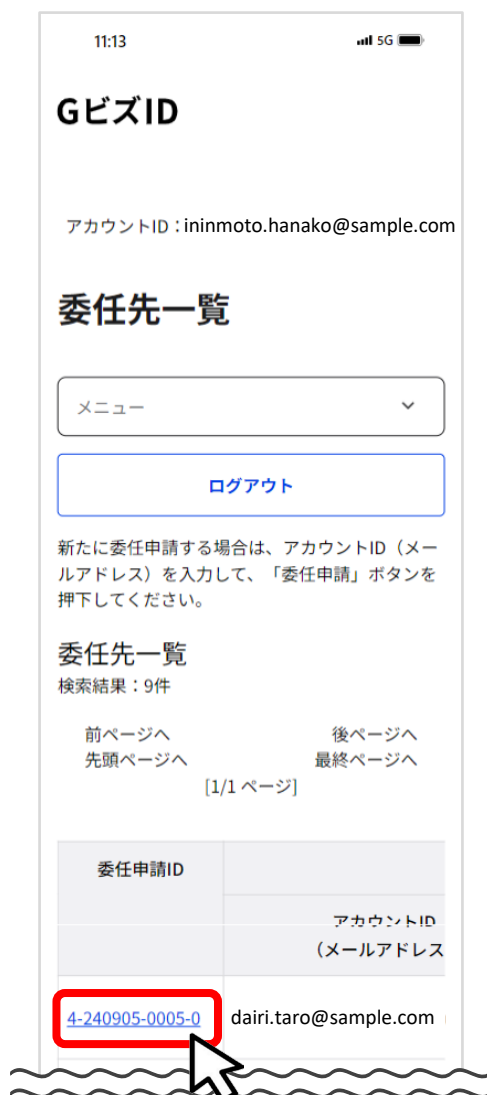 11:13
5G
GビズID
アカウントID：ininmoto.hanako@sample.com
委任先一覧
メニュー
ログアウト
新たに委任申請する場合は、アカウントID（メー
ルアドレス）を入力して、「委任申請」ボタンを
押下してください。
委任先一覧
検索結果：9件
前ページへ 後ページへ
先頭ページへ 最終ページへ
[1/1 ページ]
委任申請ID
アカウントID
（メールアドレス
4-240905-0005-0 dairi.taro@sample.com